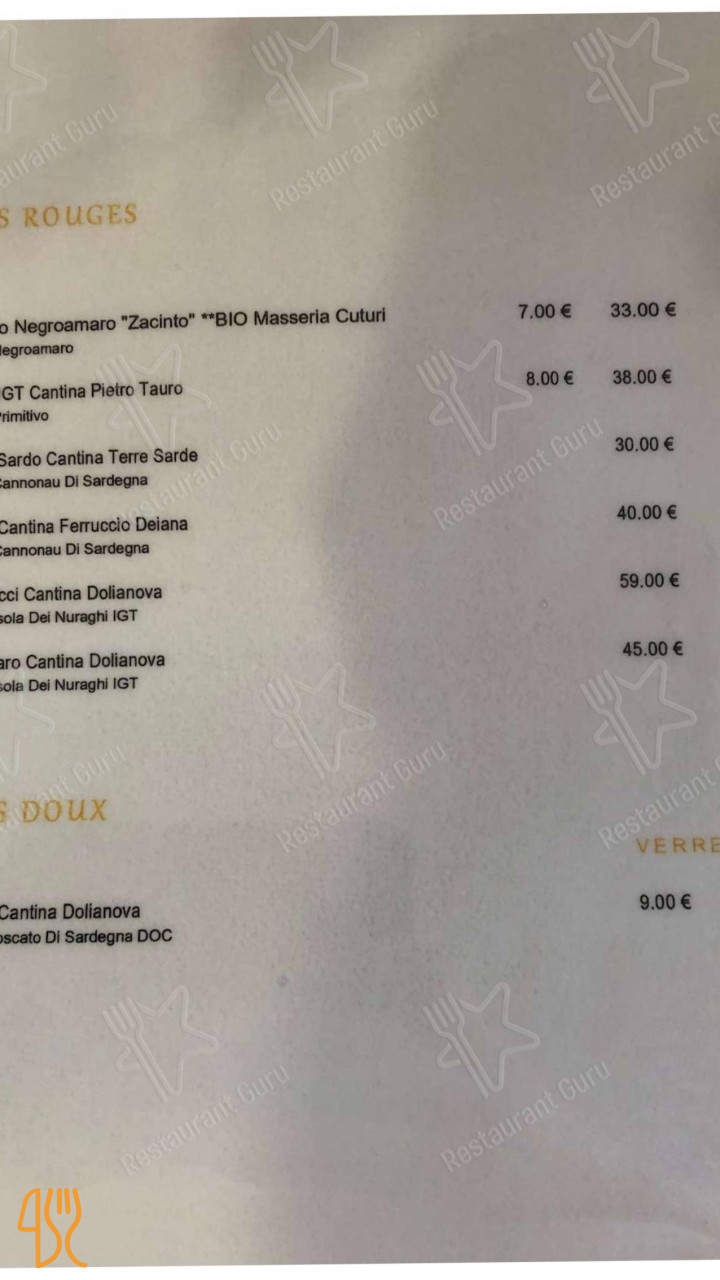 S ROUGES
o Negroamaro "Zacinto" **BIO Masseria Cuturi 7.00 € 33.00 €
legroamaro
GT Cantina Pietro Tauro 8.00 € 38.00 €
rimitivo
Sardo Cantina Terre Sarde 30.00 €
Cannonau Di Sardegna
Cantina Ferruccio Deiana 40.00 €
Cannonau Di Sardegna
cci Cantina Dolianova 59.00 €
sola Dei Nuraghi IGT
aro Cantina Dolianova 45.00 €
sola Dei Nuraghi IGT
S DOUX
VERRE
Cantina Dolianova 9.00 €
oscato Di Sardegna DOC
Restaurant Guru